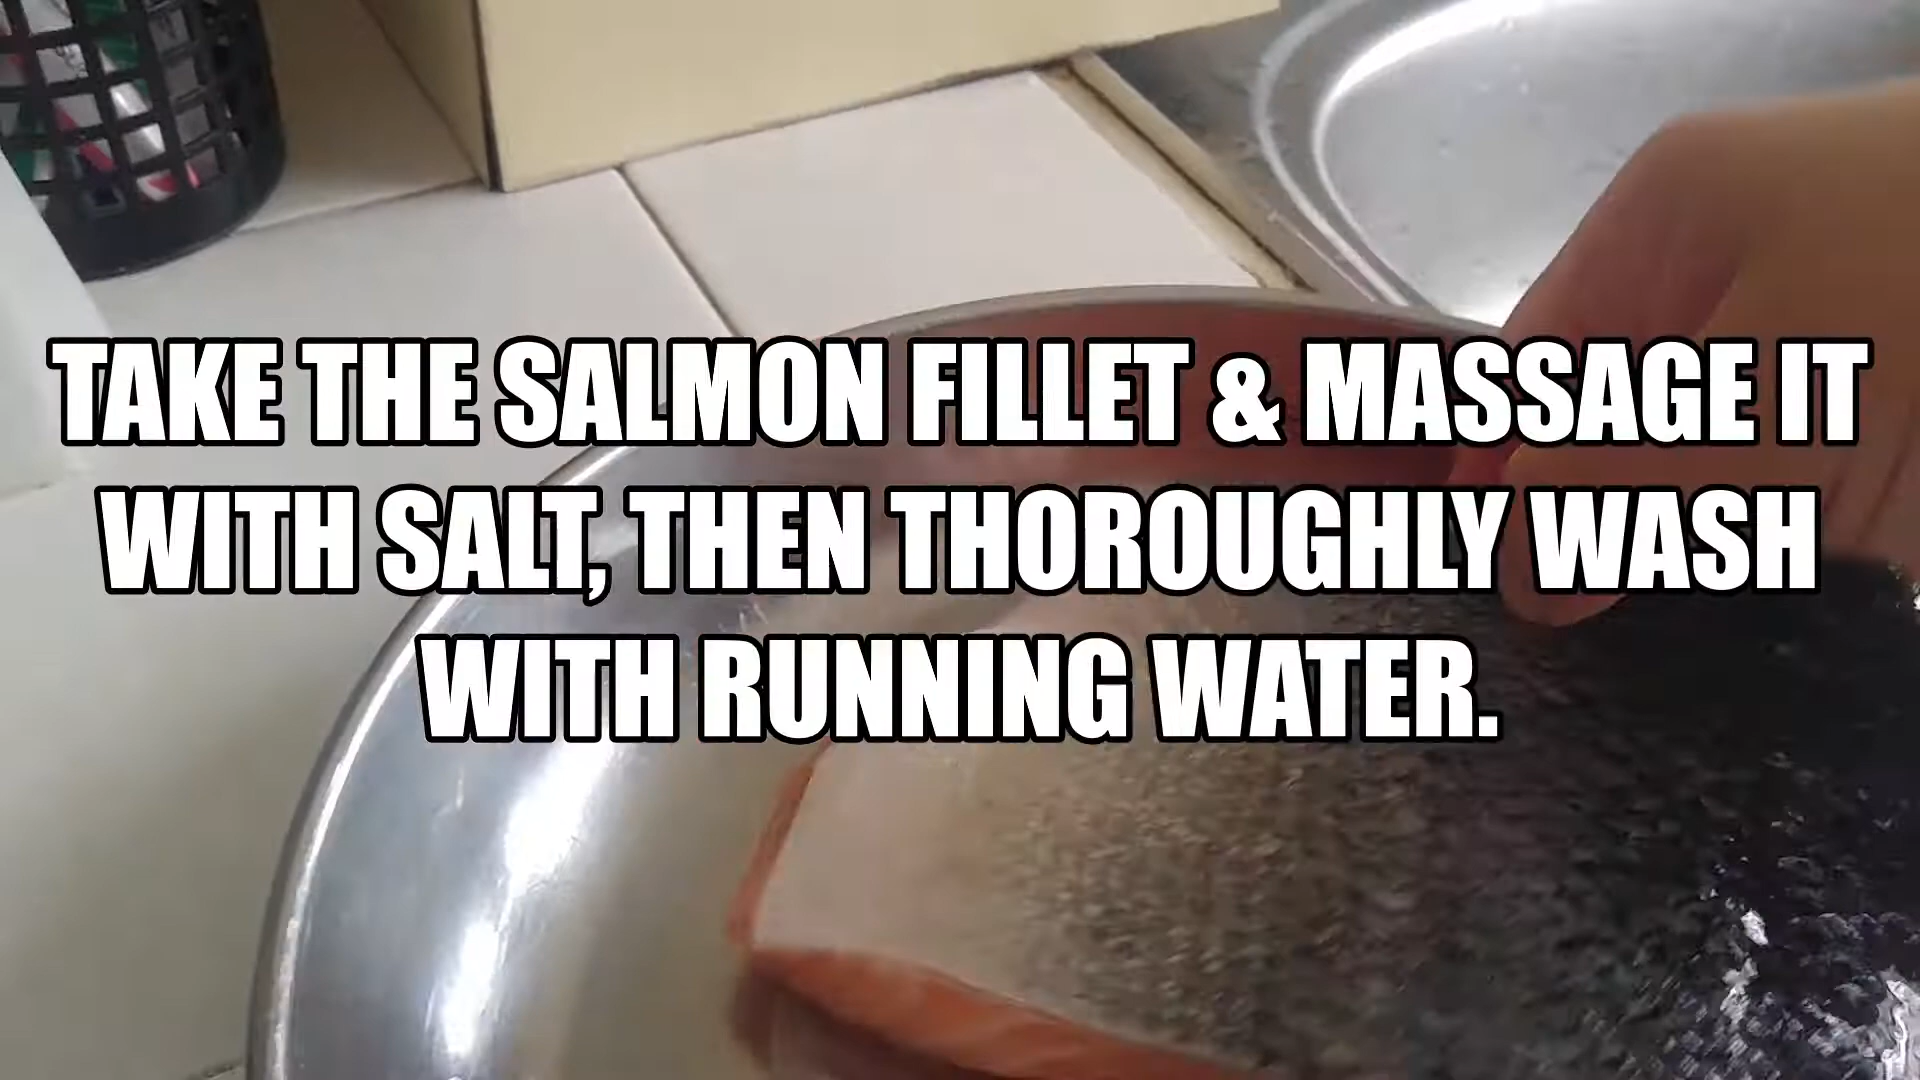 TAKE THE SALMON FILLET & MASSAGE IT
WITH SALT, THEN THOROUGHLY WASH
WITH RUNNING WATER.